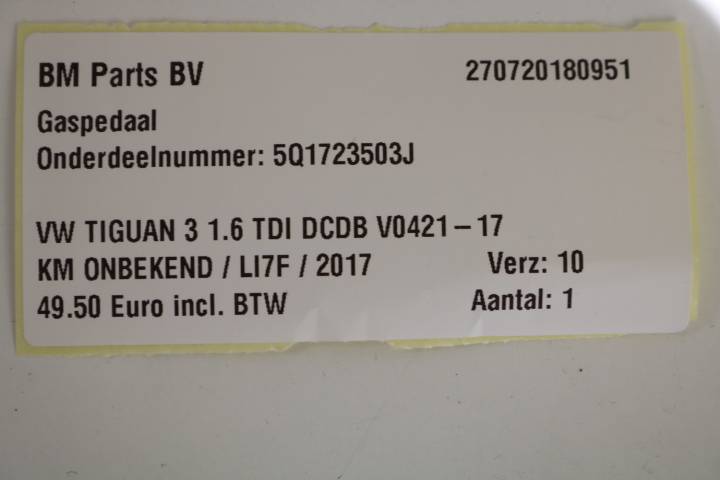 BM Parts BV 270720180951
Gaspedaal
Onderdeelnummer: 5Q1723503J
VW TIGUAN 3 1.6 TDI DCDB V0421-17
KM ONBEKEND / LI7F / 2017 Verz: 10
49.50 Euro incl. BTW Aantal: 1